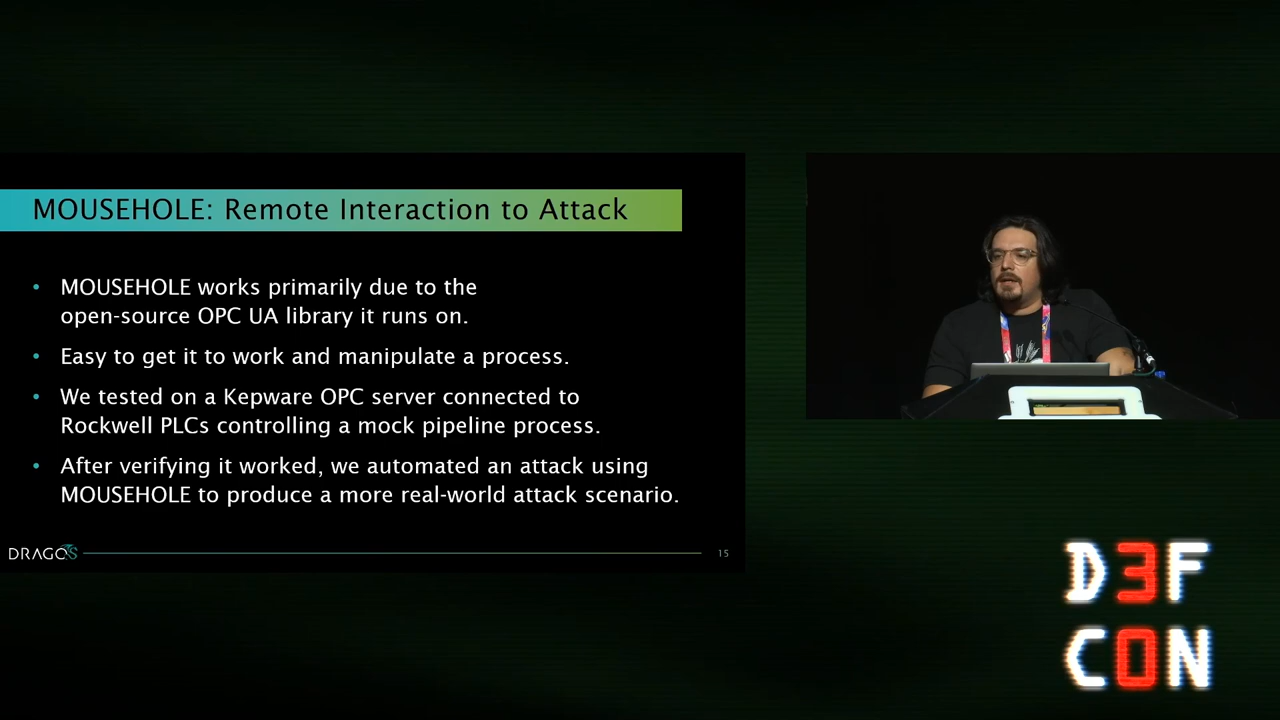 MOUSEHOLE: Remote Interaction to Attack
• MOUSEHOLE works primarily due to the
open-source OPC UA library it runs on.
• Easy to get it to work and manipulate a process.
• We tested on a Kepware OPC server connected to
Rockwell PLCs controlling a mock pipeline process.
• After verifying it worked, we automated an attack using
MOUSEHOLE to produce a more real-world attack scenario.
DRAGOS
15
D3F
C0N